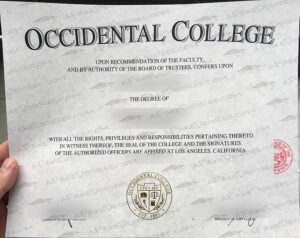 OCCIDENTAL COLLEGE
UPON RECOMMENDATION OF THE FACULTY,
AND BY AUTHORITY OF THE BOARD OF TRUSTEES, CONFERS UPON
THE DEGREE OF
WITH ALL THE RIGHTS, PRIVILEGES AND RESPONSIBILITIES PERTAINING THERETO
IN WITNESS THEREOF, THE SEAL OF THE COLLEGE AND THE SIGNATURES
OF THE AUTHORIZED OFFICERS ARE AFFIXED AT LOS ANGELES, CALIFORNIA
OCCIDENTAL COLLEGE